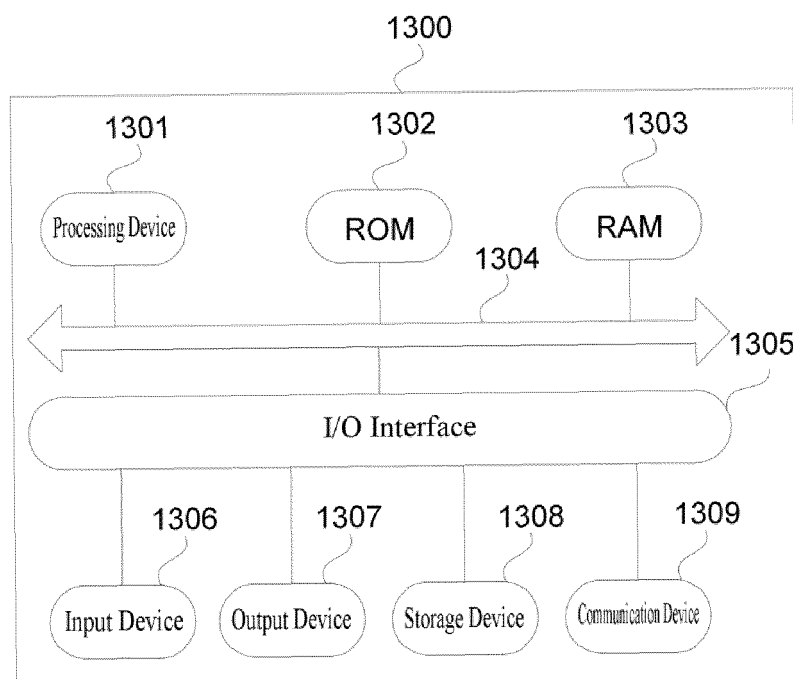 1300
1301
1302
1303
Processing Device
ROM
RAM
1304
1305
I/O Interface
1306
1307
1308
1309
Input Device
Output Device
Storage Device
Communication Device